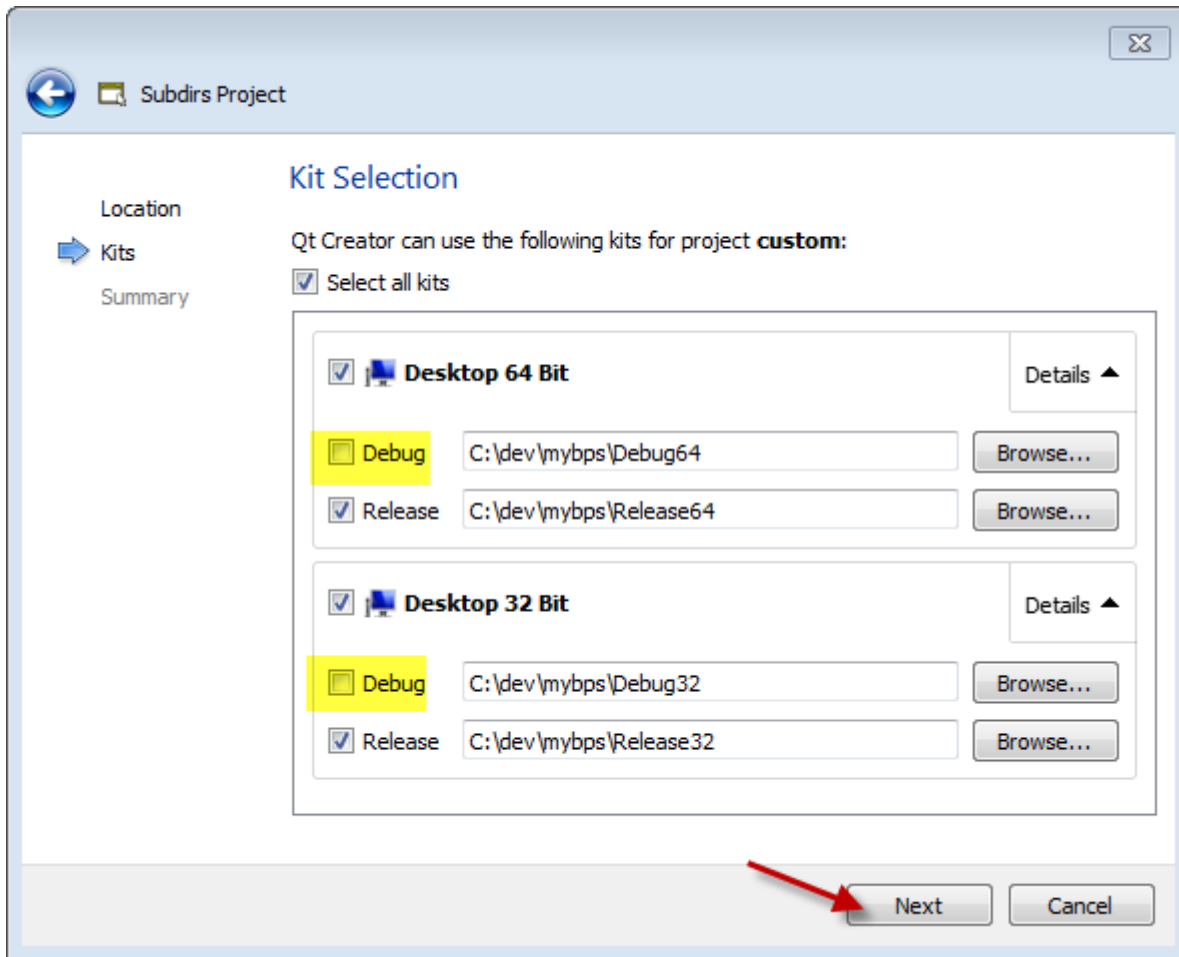 Subdirs Project
Location
Kits
Summary
Kit Selection
Qt Creator can use the following kits for project custom:
Select all kits
Desktop 64 Bit
Details
Debug C:\dev\mybps\Debug64 Browse...
Release C:\dev\mybps\Release64 Browse...
Desktop 32 Bit
Details
Debug C:\dev\mybps\Debug32 Browse...
Release C:\dev\mybps\Release32 Browse...
Next Cancel